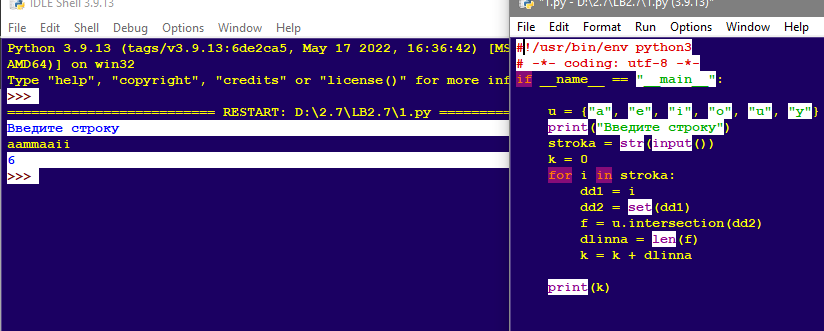 IDLE Shell 3.9.13
File Edit Shell Debug Options Window Help
Python 3.9.13 (tags/v3.9.13:6de2ca5, May 17 2022, 16:36:42) [MS
AMD64)] on win32
Type "help", "copyright", "credits" or "license()" for more inf
>>>
========================== RESTART: D:\2.7\LB2.7\1.py =========
Введите строку
aammaaii
6
>>>
*1.py - D:\2.7\LB2.7\1.py (3.9.13)*
File Edit Format Run Options Window Help
#!/usr/bin/env python3
# -*- coding: utf-8 -*-
if __name__ == "__main__":
u = {"a", "e", "i", "o", "u", "y"}
print("Введите строку")
stroka = str(input())
k = 0
for i in stroka:
dd1 = i
dd2 = set(dd1)
f = u.intersection(dd2)
dlinna = len(f)
k = k + dlinna
print(k)